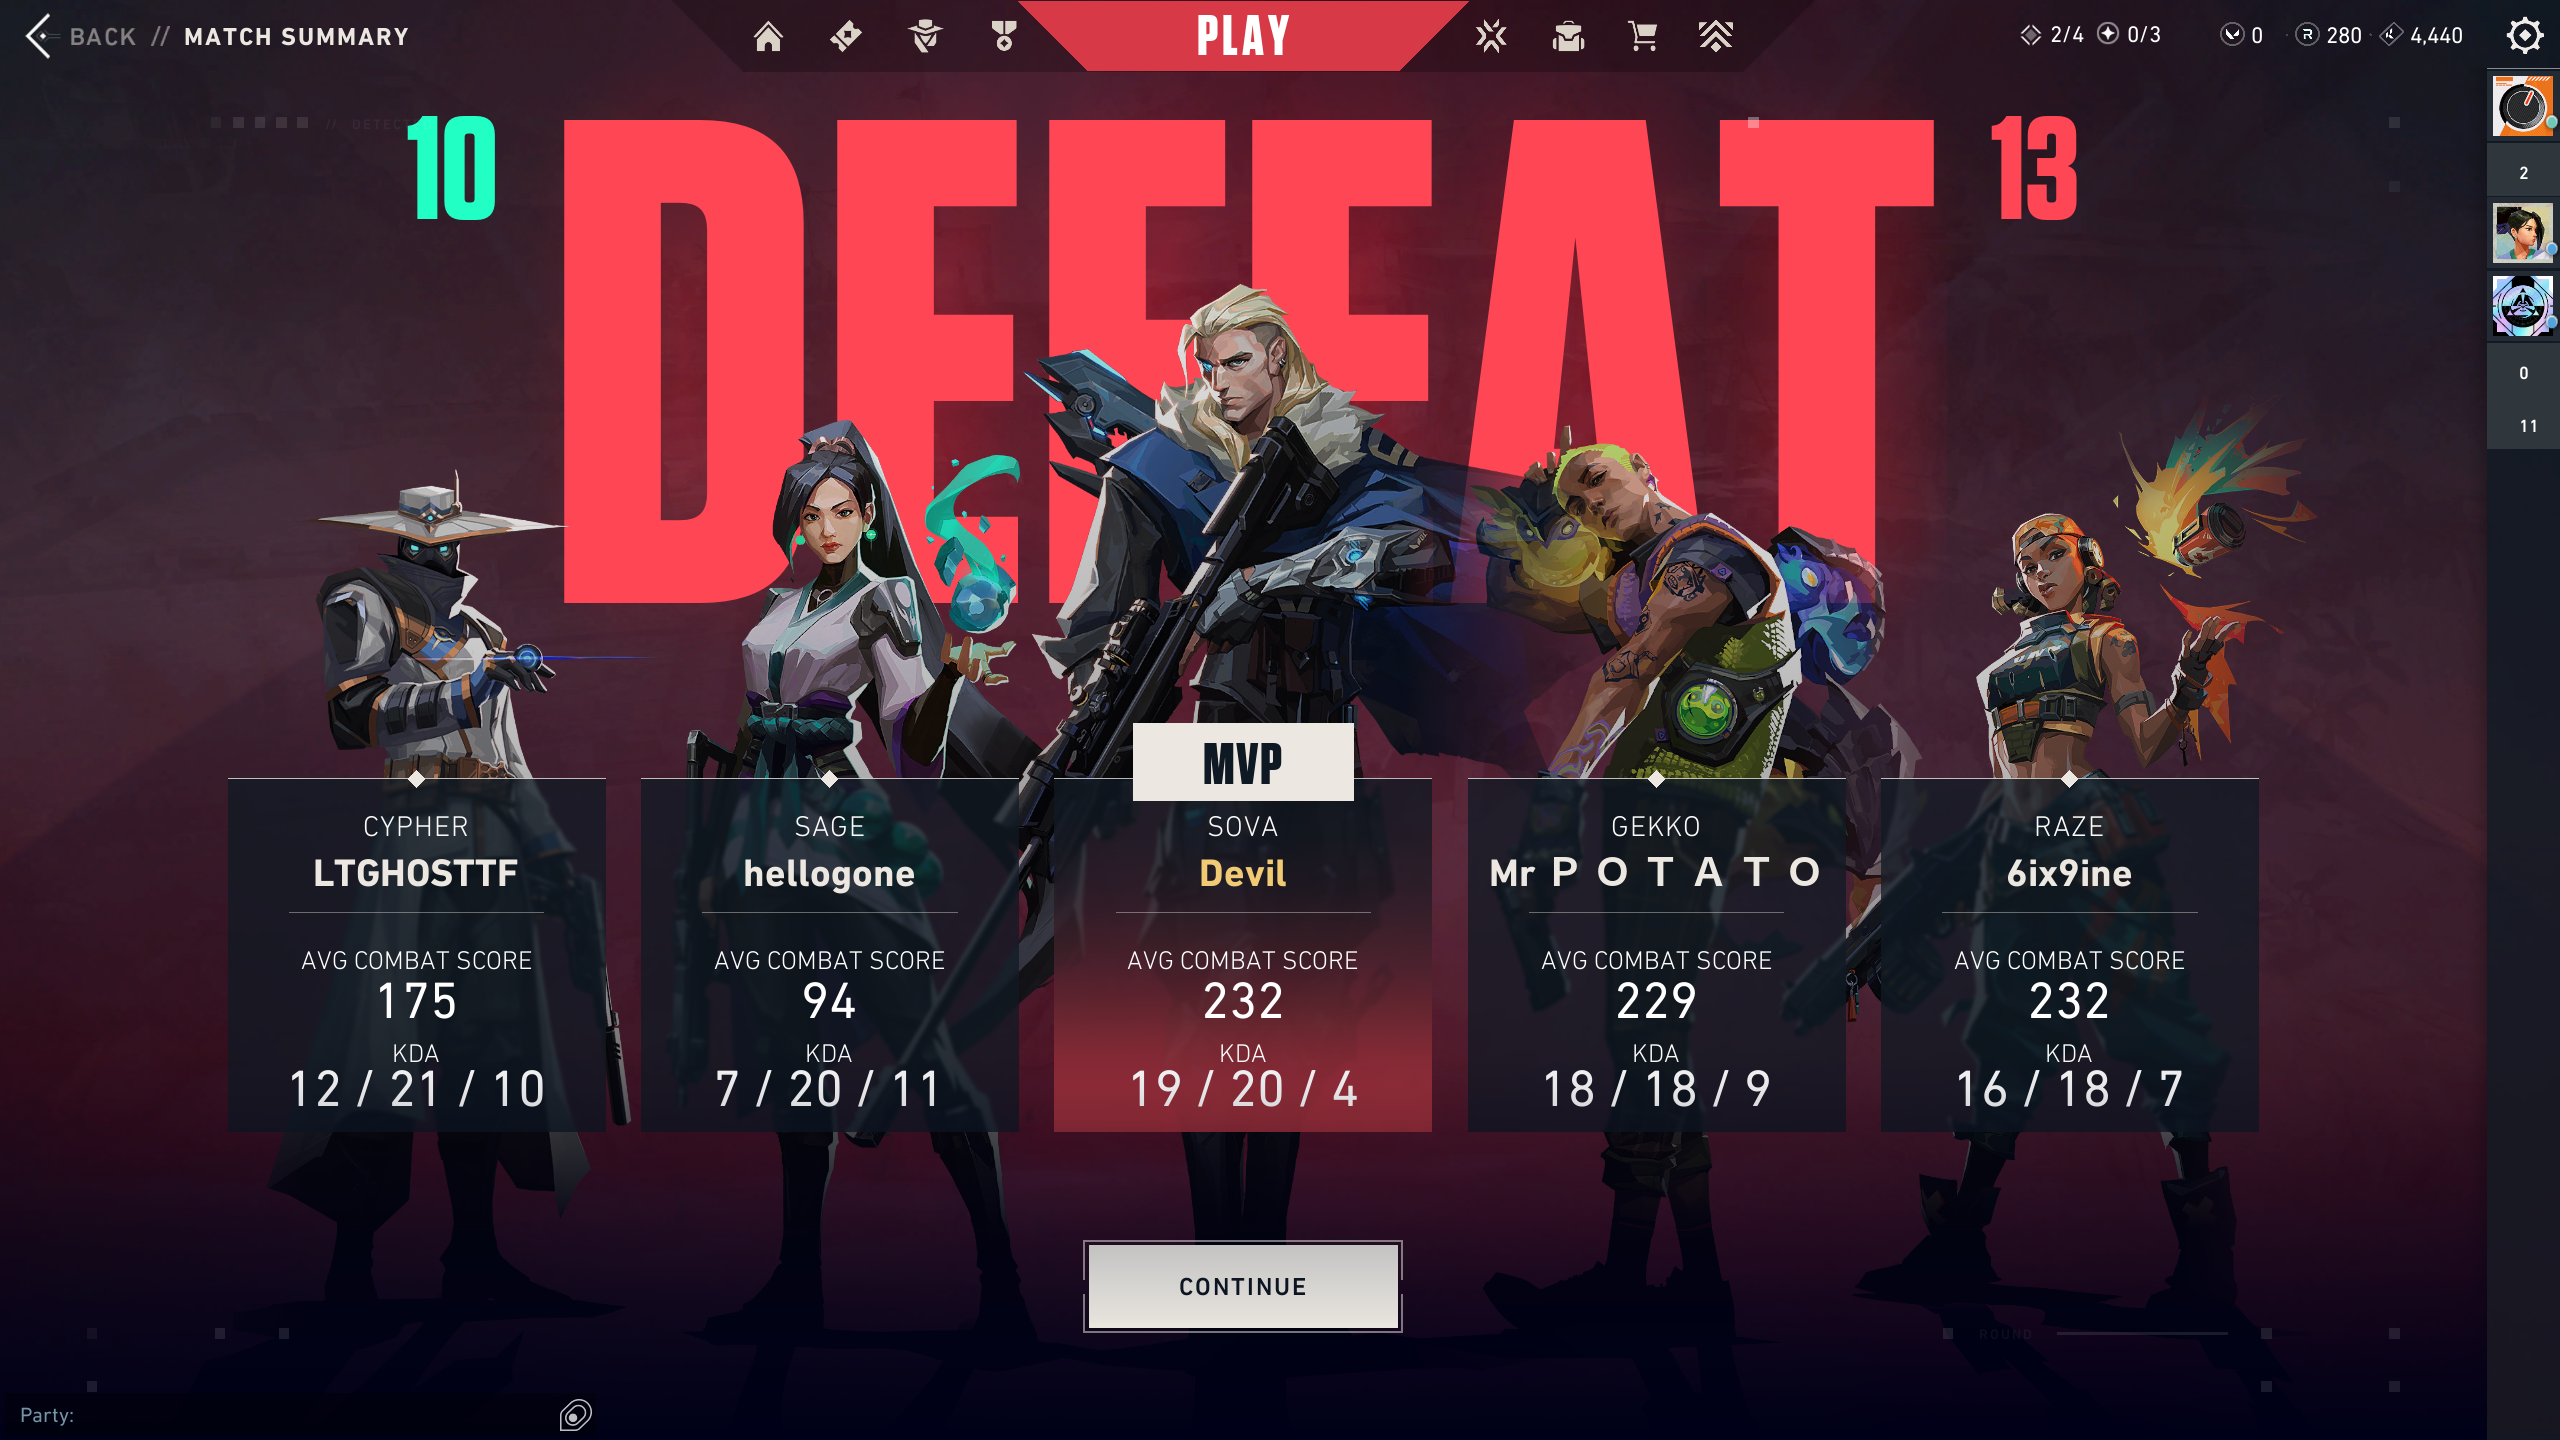 BACK // MATCH SUMMARY
PLAY
2/4 0/3 0 280 4,440
// DETEC
10 DEFEAT 13
2
0
11
MVP
CYPHER
LTGHOSTTF
AVG COMBAT SCORE
175
KDA
12 / 21 / 10
SAGE
hellogone
AVG COMBAT SCORE
94
KDA
7 / 20 / 11
SOVA
Devil
AVG COMBAT SCORE
232
KDA
19 / 20 / 4
GEKKO
Mr P O T A T O
AVG COMBAT SCORE
229
KDA
18 / 18 / 9
RAZE
6ix9ine
AVG COMBAT SCORE
232
KDA
16 / 18 / 7
CONTINUE
ROUND
Party: